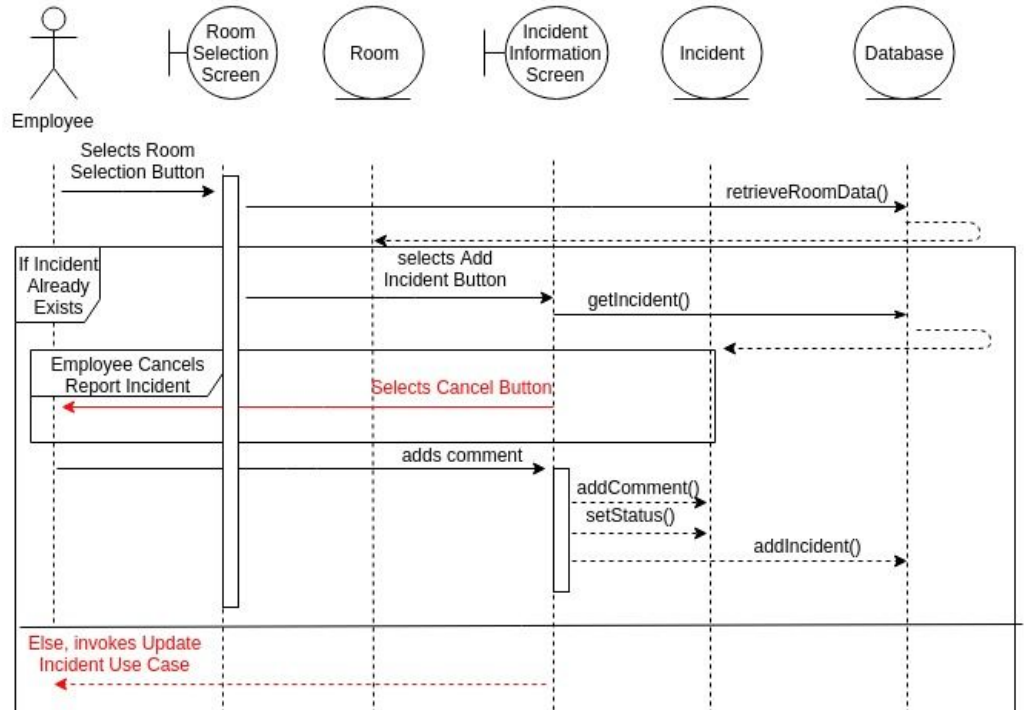 Room
Selection
Screen
Room
Incident
Information
Screen
Incident
Database
Employee
Selects Room
Selection Button
retrieveRoomData()
If Incident
Already
Exists
selects Add
Incident Button
getIncident()
Employee Cancels
Report Incident
Selects Cancel Button
adds comment
addComment()
setStatus()
addIncident()
Else, invokes Update
Incident Use Case